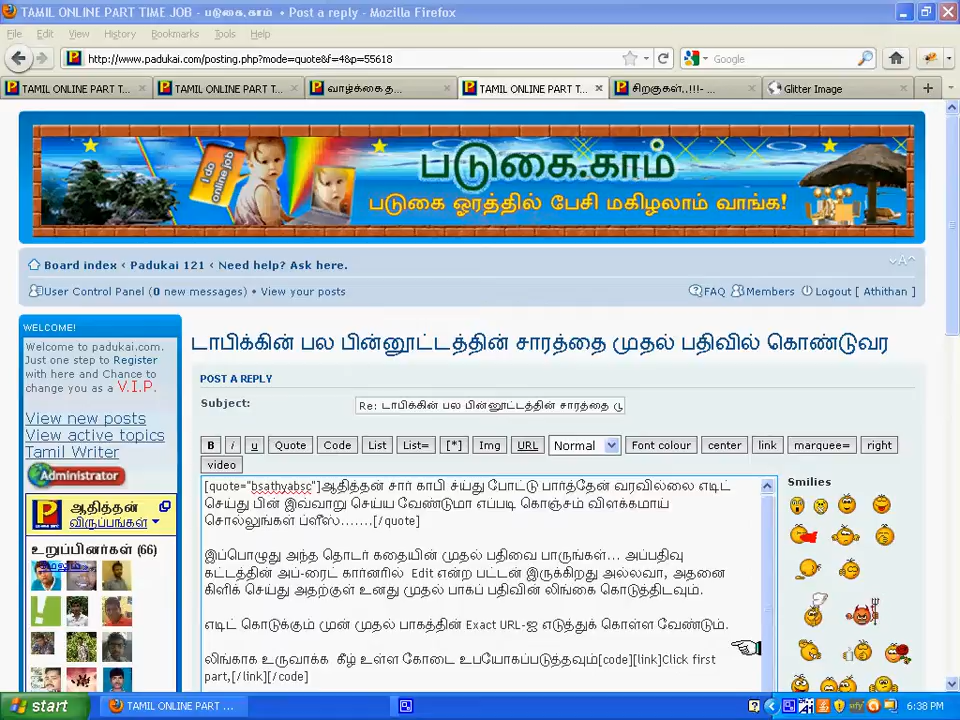 TAMIL ONLINE PART TIME JOB - படுகை.காம் • Post a reply - Mozilla Firefox
File Edit View History Bookmarks Tools Help
http://www.padukai.com/posting.php?mode=quote&f=4&p=55618
Google
TAMIL ONLINE PART T... TAMIL ONLINE PART T... வாழ்க்கை த... TAMIL ONLINE PART T... சிறகுகள்..!!!- ... Glitter Image
I do online job
படுகை.காம்
படுகை ஓரத்தில் பேசி மகிழலாம் வாங்க!
Board index ‹ Padukai 121 ‹ Need help? Ask here.
User Control Panel (0 new messages) • View your posts
FAQ Members Logout [ Athithan ]
WELCOME!
Welcome to padukai.com.
Just one step to Register
with here and Chance to
change you as a V.I.P.
View new posts
View active topics
Tamil Writer
Administrator
ஆதித்தன்
விருப்பங்கள்
உறுப்பினர்கள் (66)
டாபிக்கின் பல பின்னூட்டத்தின் சாரத்தை முதல் பதிவில் கொண்டுவர
POST A REPLY
Subject:
Re: டாபிக்கின் பல பின்னூட்டத்தின் சாரத்தை மு
B i u Quote Code List List= [*] Img URL Normal Font colour center link marquee= right
video
[quote="bsathyabsc"]ஆதித்தன் சார் காபி ச்ய்து போட்டு பார்த்தேன் வரவில்லை எடிட்
செய்து பின் இவ்வாறு செய்ய வேண்டுமா எப்படி கொஞ்சம் விளக்கமாய்
சொல்லுங்கள் ப்ளீஸ்.......[/quote]
இப்பொழுது அந்த தொடர் கதையின் முதல் பதிவை பாருங்கள்... அப்பதிவு
கட்டத்தின் அப்-ரைட் கார்னரில் Edit என்ற பட்டன் இருக்கிறது அல்லவா, அதனை
கிளிக் செய்து அதற்குள் உனது முதல் பாகப் பதிவின் லிங்கை கொடுத்திடவும்.
எடிட் கொடுக்கும் முன் முதல் பாகத்தின் Exact URL-ஐ எடுத்துக் கொள்ள வேண்டும்.
லிங்காக உருவாக்க கீழ் உள்ள கோடை உபயோகப்படுத்தவும்[code][link]Click first
part,[/link][/code]
Smilies
start
TAMIL ONLINE PART ...
6:38 PM